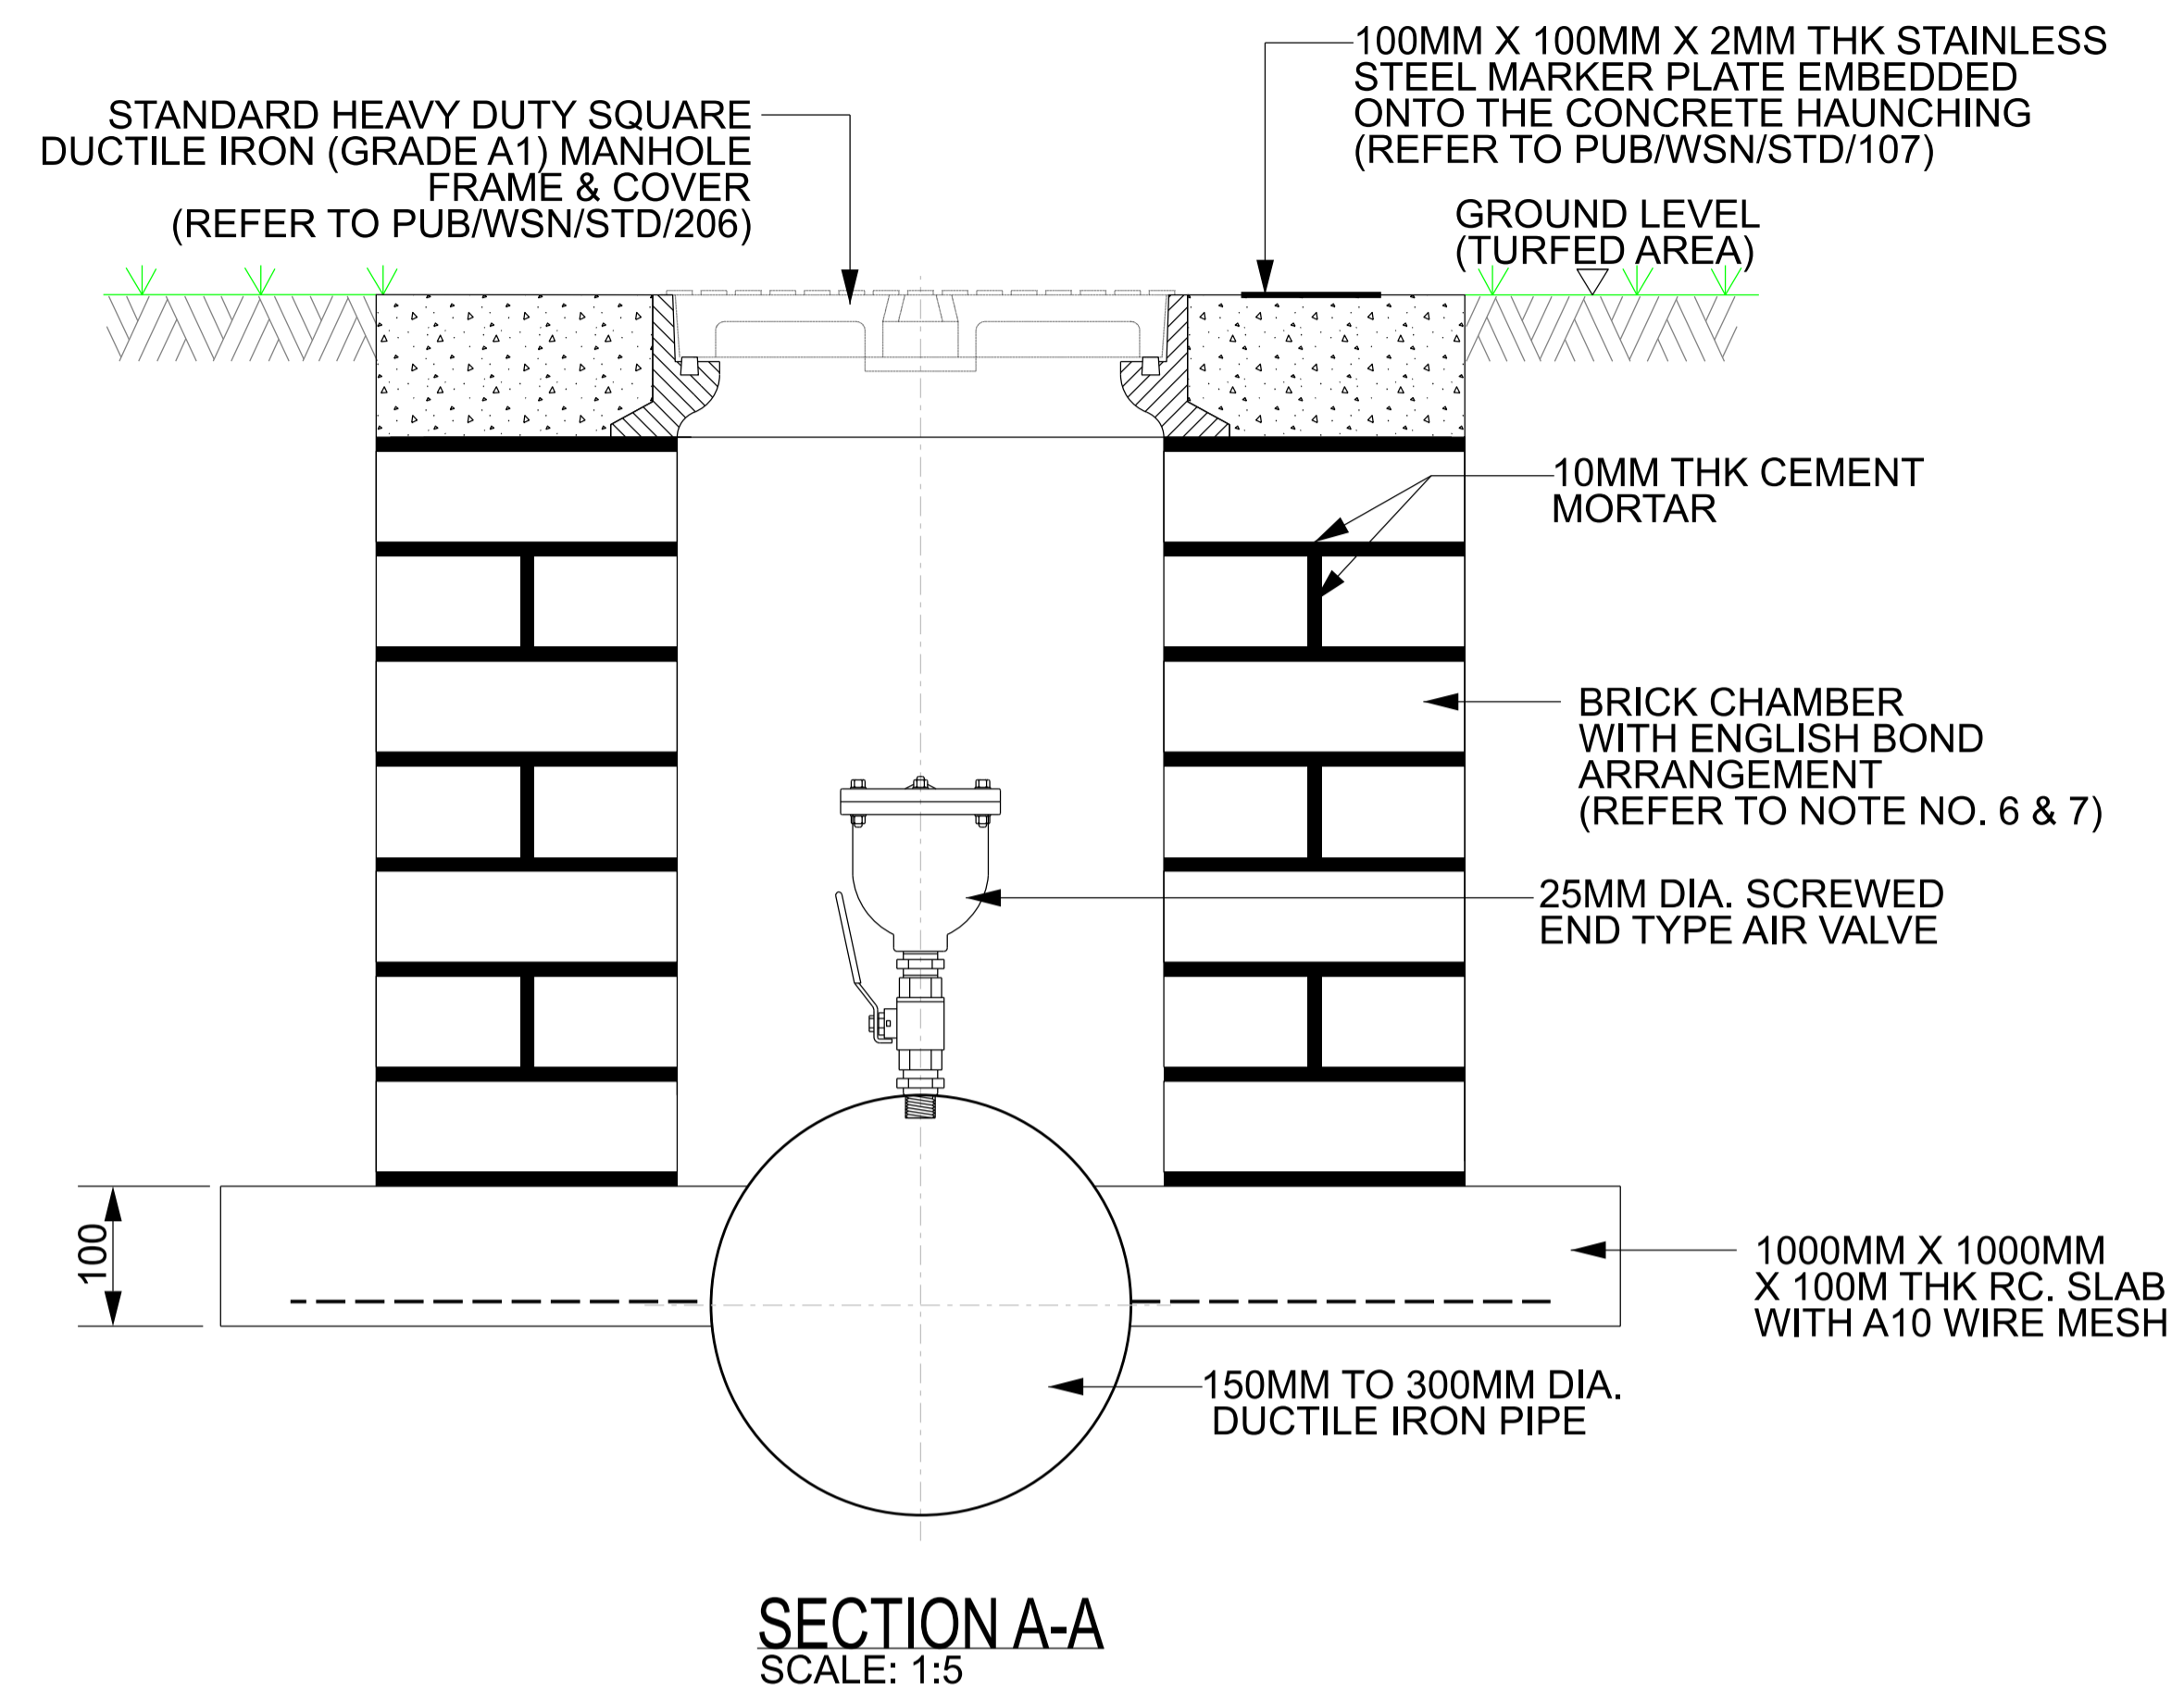 STANDARD HEAVY DUTY SQUARE
DUCTILE IRON (GRADE A1) MANHOLE
FRAME & COVER
(REFER TO PUB/WSN/STD/206)
100MM X 100MM X 2MM THK STAINLESS
STEEL MARKER PLATE EMBEDDED
ONTO THE CONCRETE HAUNCHING
(REFER TO PUB/WSN/STD/107)
GROUND LEVEL
(TURFED AREA)
10MM THK CEMENT
MORTAR
BRICK CHAMBER
WITH ENGLISH BOND
ARRANGEMENT
(REFER TO NOTE NO. 6 & 7)
25MM DIA. SCREWED
END TYPE AIR VALVE
100
1000MM X 1000MM
X 100M THK RC. SLAB
WITH A10 WIRE MESH
150MM TO 300MM DIA.
DUCTILE IRON PIPE
SECTION A-A
SCALE: 1:5